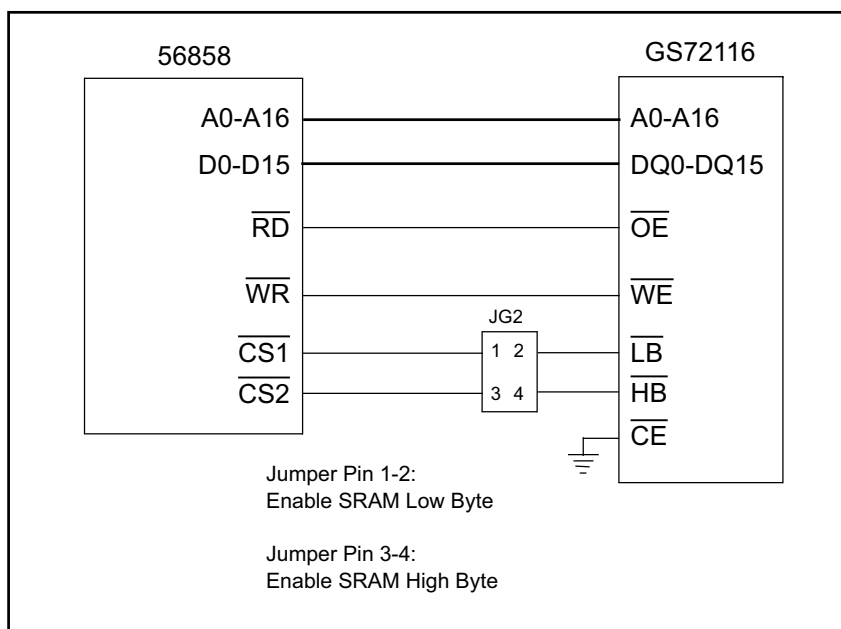 56858
GS72116
A0-A16
A0-A16
D0-D15
DQ0-DQ15
RD
OE
WR
WE
JG2
CS1
1 2
LB
CS2
3 4
HB
CE
Jumper Pin 1-2:
Enable SRAM Low Byte
Jumper Pin 3-4:
Enable SRAM High Byte